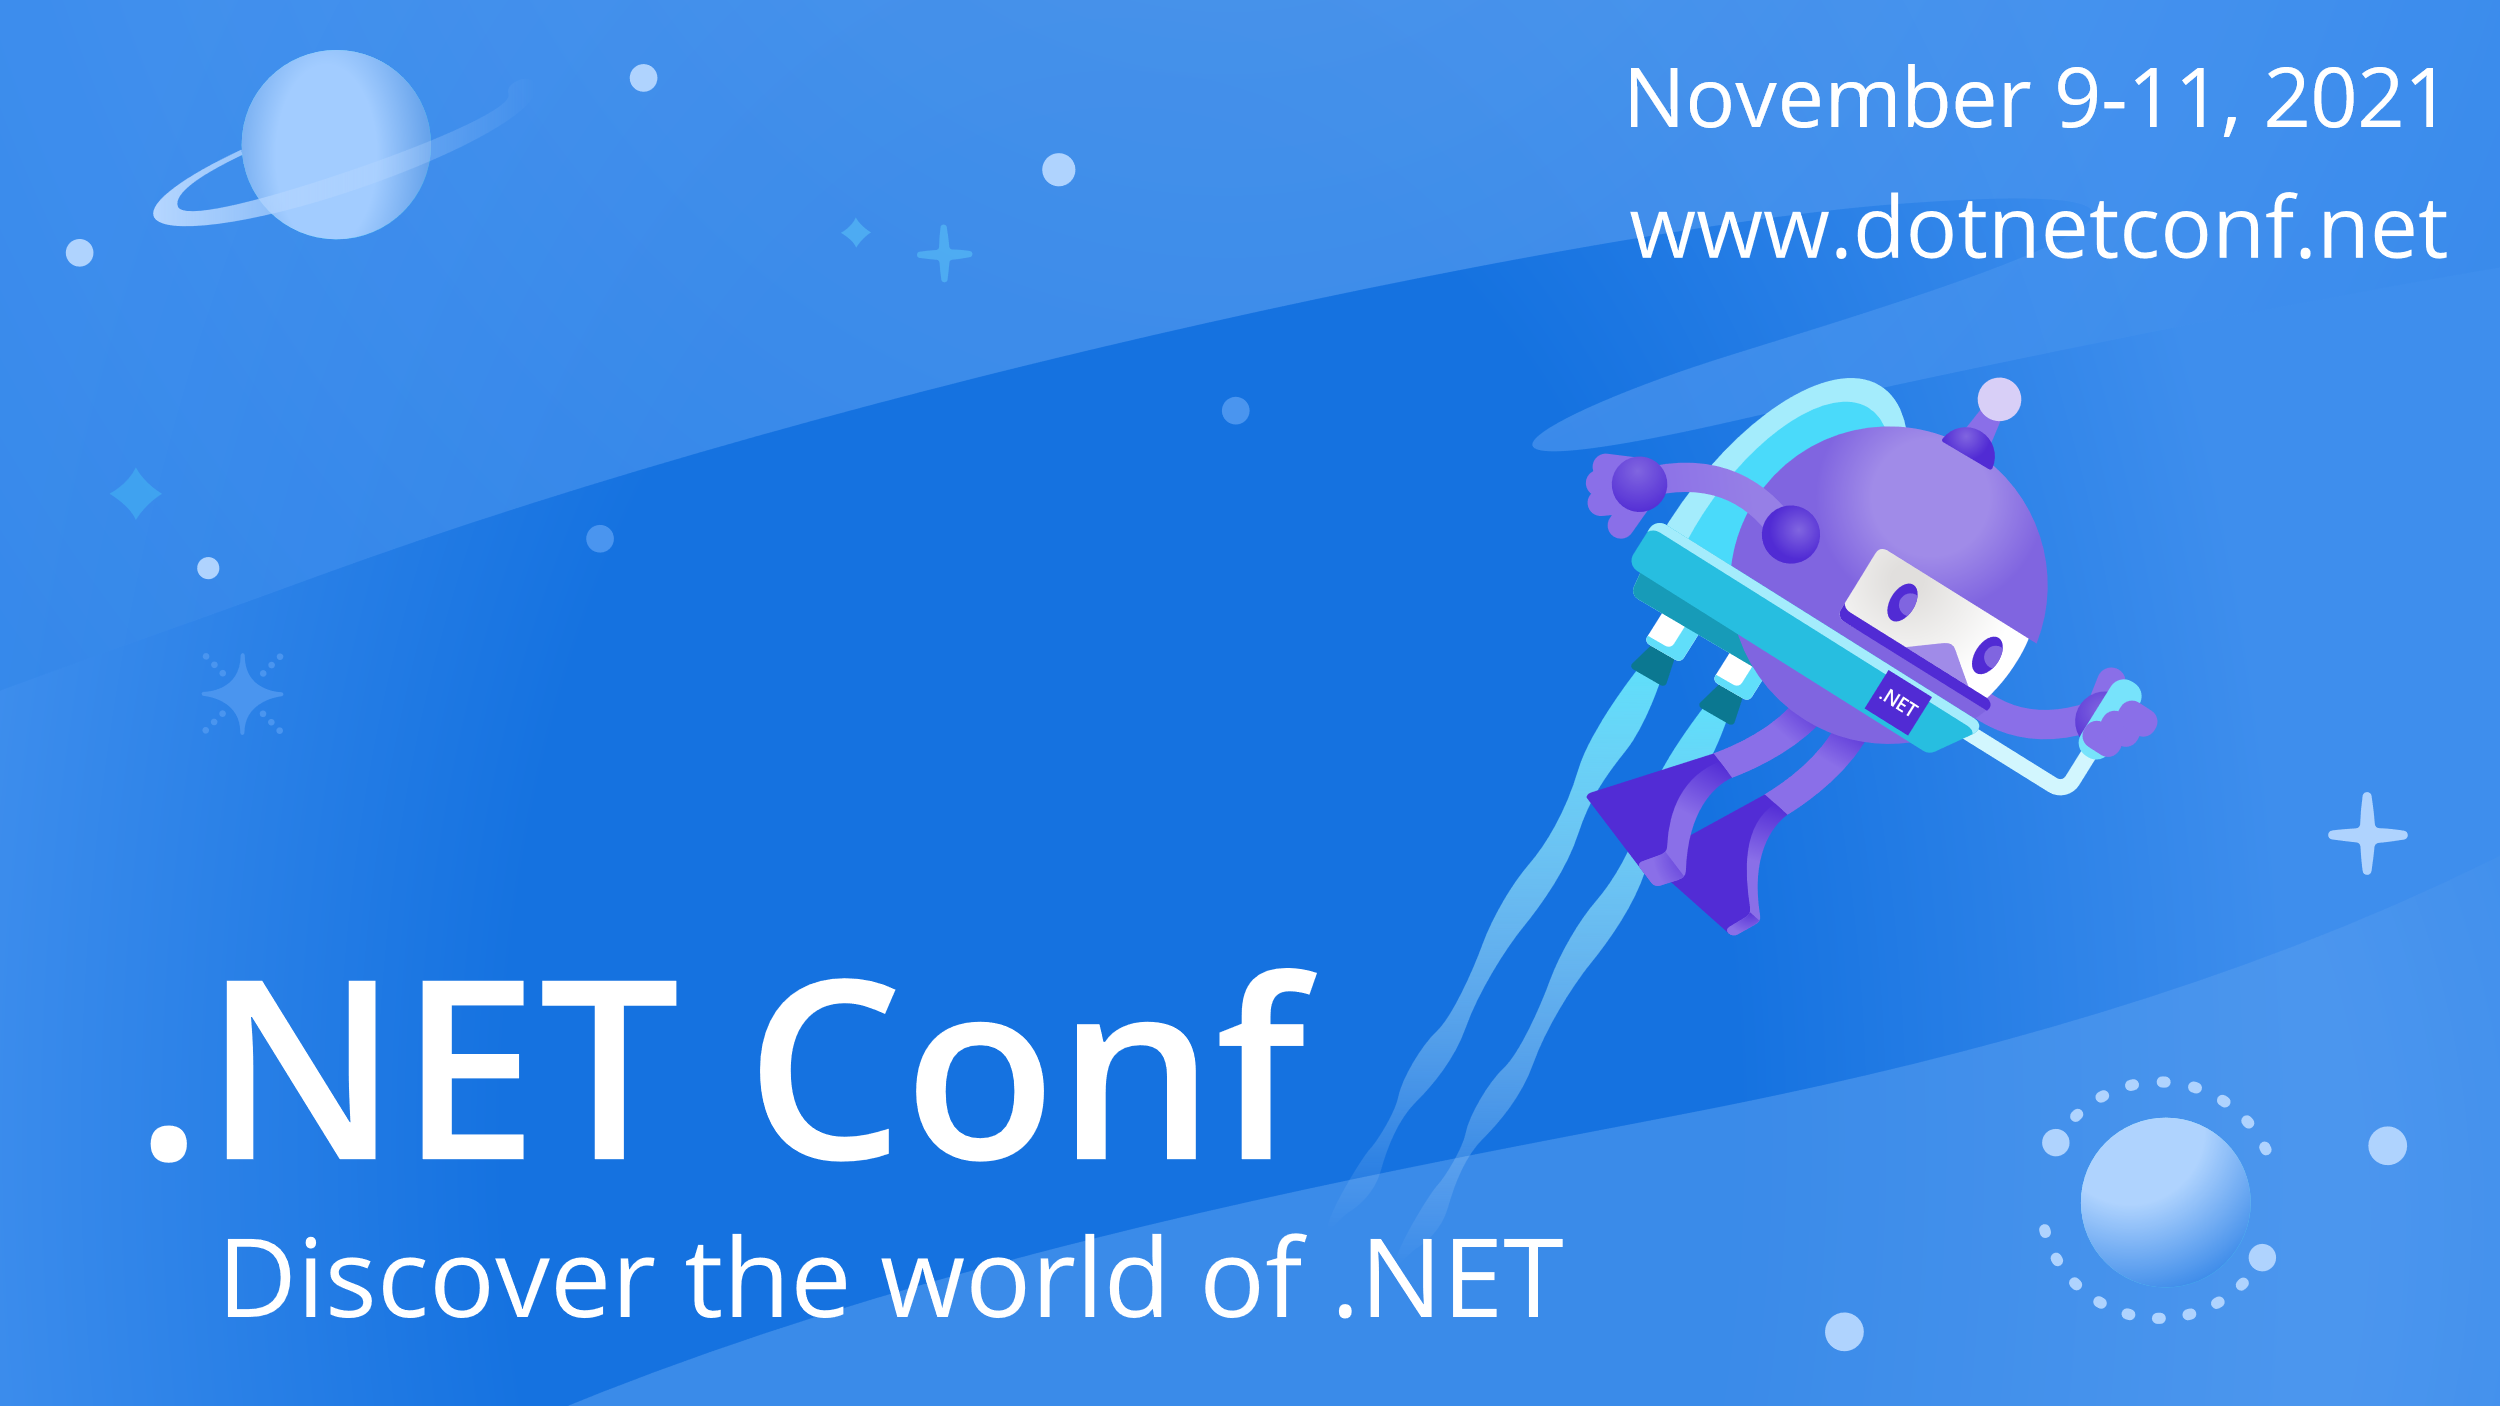 November 9-11, 2021
www.dotnetconf.net
.NET
.NET Conf
Discover the world of .NET